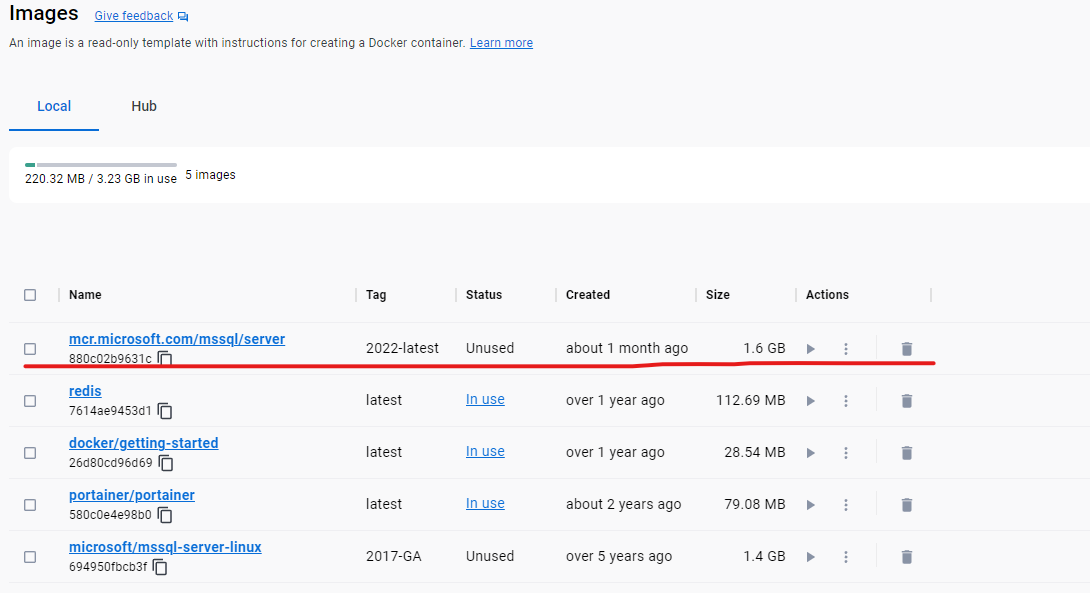 Images Give feedback
An image is a read-only template with instructions for creating a Docker container. Learn more
Local Hub
220.32 MB / 3.23 GB in use 5 images
Name Tag Status Created Size Actions
mcr.microsoft.com/mssql/server
880c02b9631c 2022-latest Unused about 1 month ago 1.6 GB
redis
7614ae9453d1 latest In use over 1 year ago 112.69 MB
docker/getting-started
26d80cd96d69 latest In use over 1 year ago 28.54 MB
portainer/portainer
580c0e4e98b0 latest In use about 2 years ago 79.08 MB
microsoft/mssql-server-linux
694950fbcb3f 2017-GA Unused over 5 years ago 1.4 GB